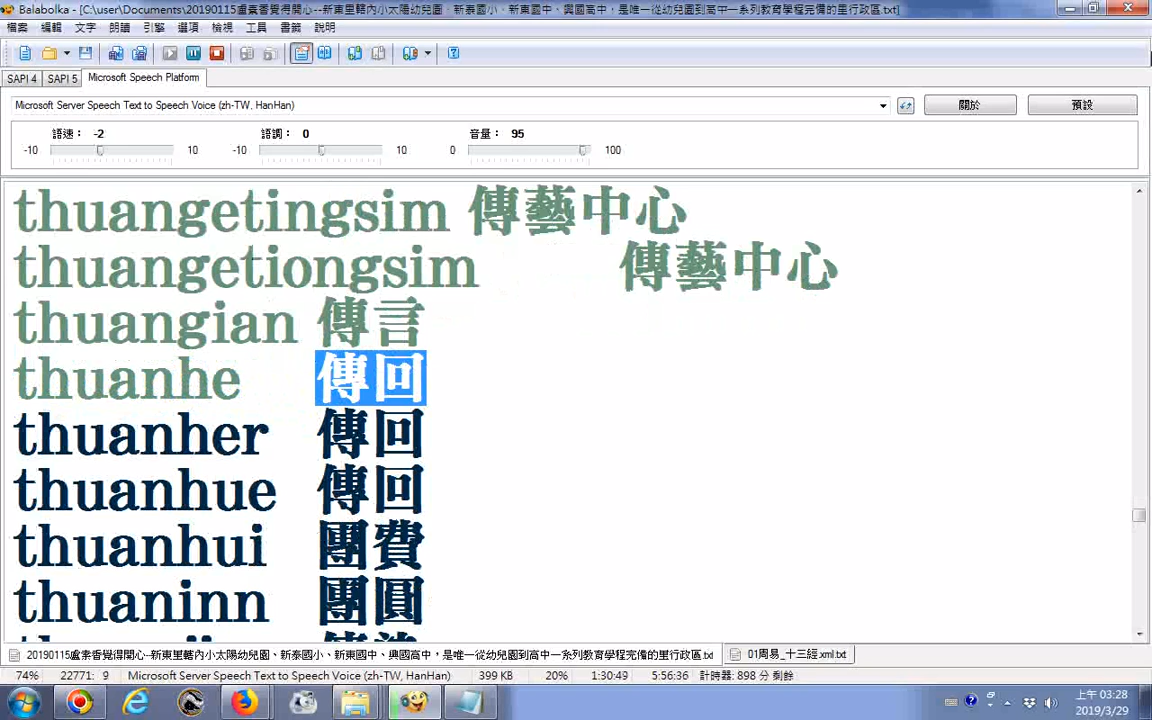 Balabolka - [C:\user\Documents\20190115盧素香覺得開心--新東里轄內小太陽幼兒園、新泰國小、新東國中、興國高中，是唯一從幼兒園到高中一系列教育學程完備的里行政區.txt]
檔案 編輯 文字 朗讀 引擎 選項 檢視 工具 書籤 說明
SAPI 4 SAPI 5 Microsoft Speech Platform
Microsoft Server Speech Text to Speech Voice (zh-TW, HanHan) 關於 預設
語速： -2 語調： 0 音量： 95
-10 10 -10 10 0 100
thuangetingsim 傳藝中心
thuangetiongsim 傳藝中心
thuangian 傳言
thuanhe 傳回
thuanher 傳回
thuanhue 傳回
thuanhui 團費
thuaninn 團圓
20190115盧素香覺得開心--新東里轄內小太陽幼兒園、新泰國小、新東國中、興國高中，是唯一從幼兒園到高中一系列教育學程完備的里行政區.txt 01周易_十三經.xml.txt
74% 22771: 9 Microsoft Server Speech Text to Speech Voice (zh-TW, HanHan) 399 KB 20% 1:30:49 5:56:36 計時器: 898 分 剩餘
上午 03:28
2019/3/29